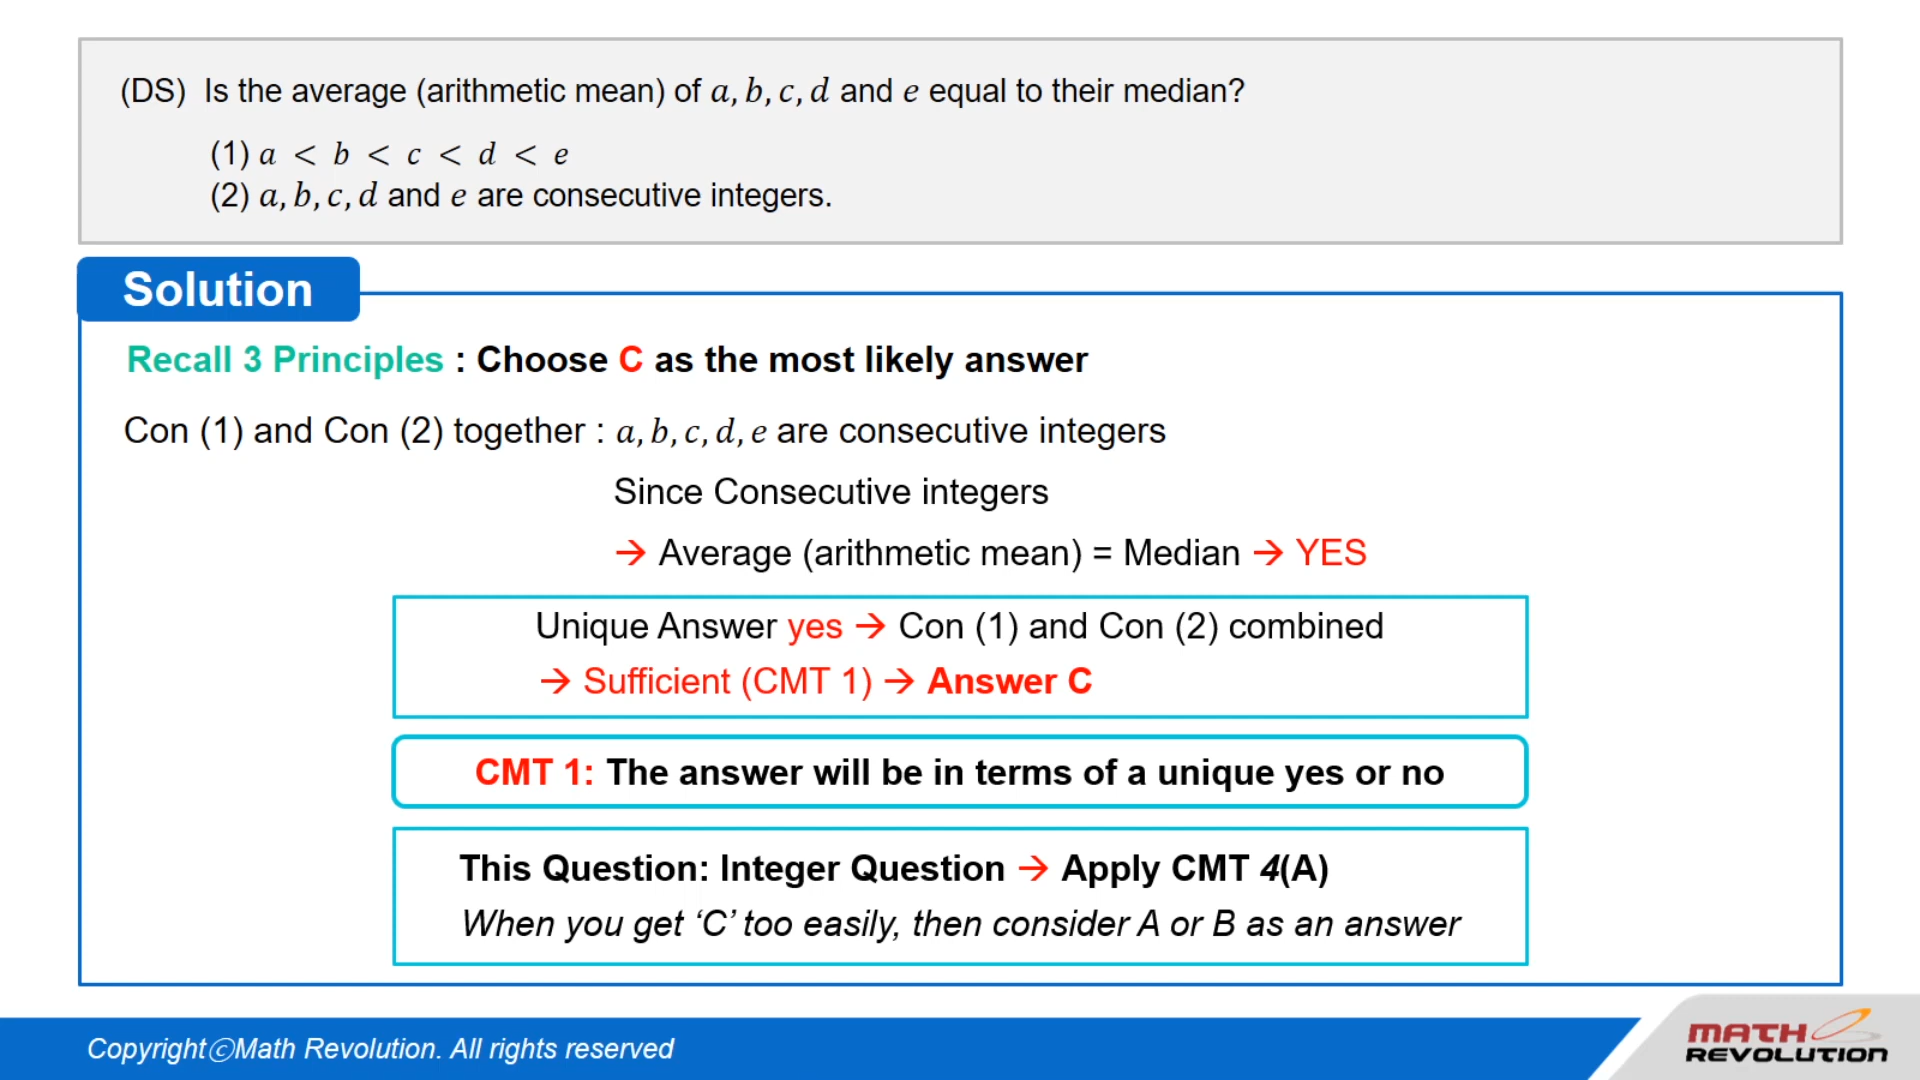 (DS) Is the average (arithmetic mean) of a, b, c, d and e equal to their median?
(1) a < b < c < d < e
(2) a, b, c, d and e are consecutive integers.
Solution
Recall 3 Principles : Choose C as the most likely answer
Con (1) and Con (2) together : a, b, c, d, e are consecutive integers
Since Consecutive integers
→ Average (arithmetic mean) = Median → YES
Unique Answer yes → Con (1) and Con (2) combined
→ Sufficient (CMT 1) → Answer C
CMT 1: The answer will be in terms of a unique yes or no
This Question: Integer Question → Apply CMT 4(A)
When you get ‘C’ too easily, then consider A or B as an answer
Copyrightⓒ Math Revolution. All rights reserved
MATH
REVOLUTION